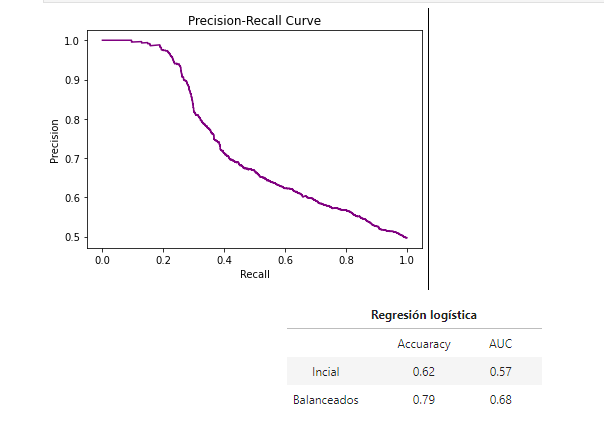 Precision-Recall Curve
1.0
0.9
0.8
0.7
0.6
0.5
Precision
0.0 0.2 0.4 0.6 0.8 1.0
Recall
Regresión logística
Accuaracy AUC
Incial 0.62 0.57
Balanceados 0.79 0.68